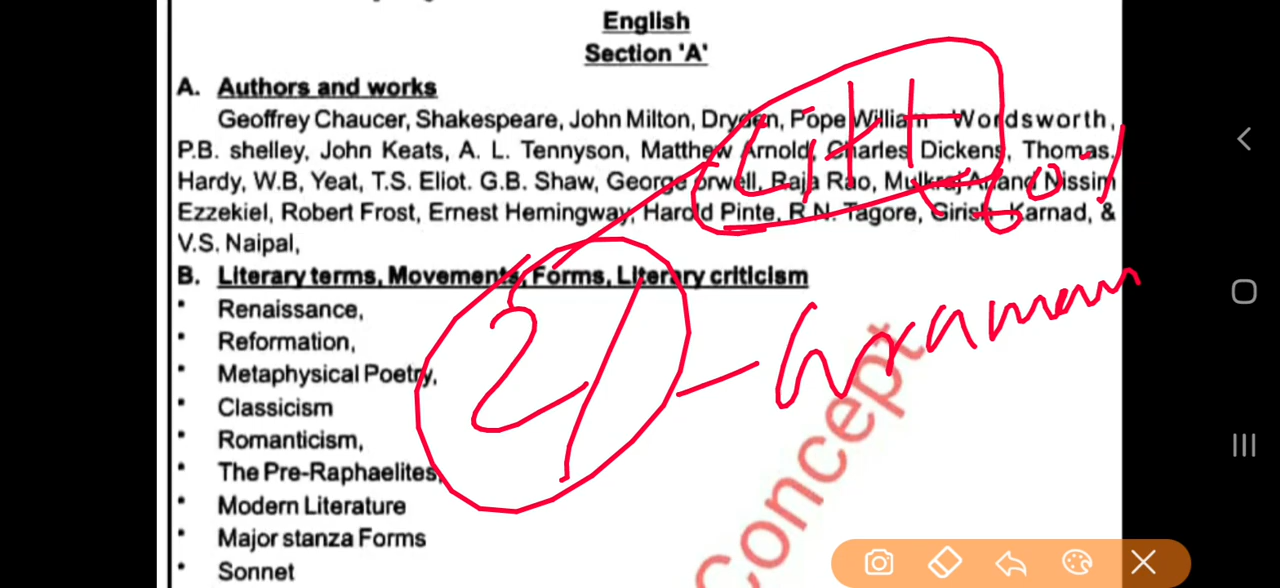 English
Section 'A'
A. Authors and works
Geoffrey Chaucer, Shakespeare, John Milton, Dryden, Pope William Wordsworth,
P.B. shelley, John Keats, A. L. Tennyson, Matthew Arnold, Charles Dickens, Thomas.
Hardy, W.B, Yeat, T.S. Eliot. G.B. Shaw, George orwell, Raja Rao, Mulkraj Anand Nissim
Ezzekiel, Robert Frost, Ernest Hemingway, Harold Pinte, R.N. Tagore, Girish Karnad, &
V.S. Naipal,
B. Literary terms, Movements, Forms, Literary criticism
• Renaissance,
• Reformation,
• Metaphysical Poetry,
• Classicism
• Romanticism,
• The Pre-Raphaelites,
• Modern Literature
• Major stanza Forms
• Sonnet
Litt
21
Concept